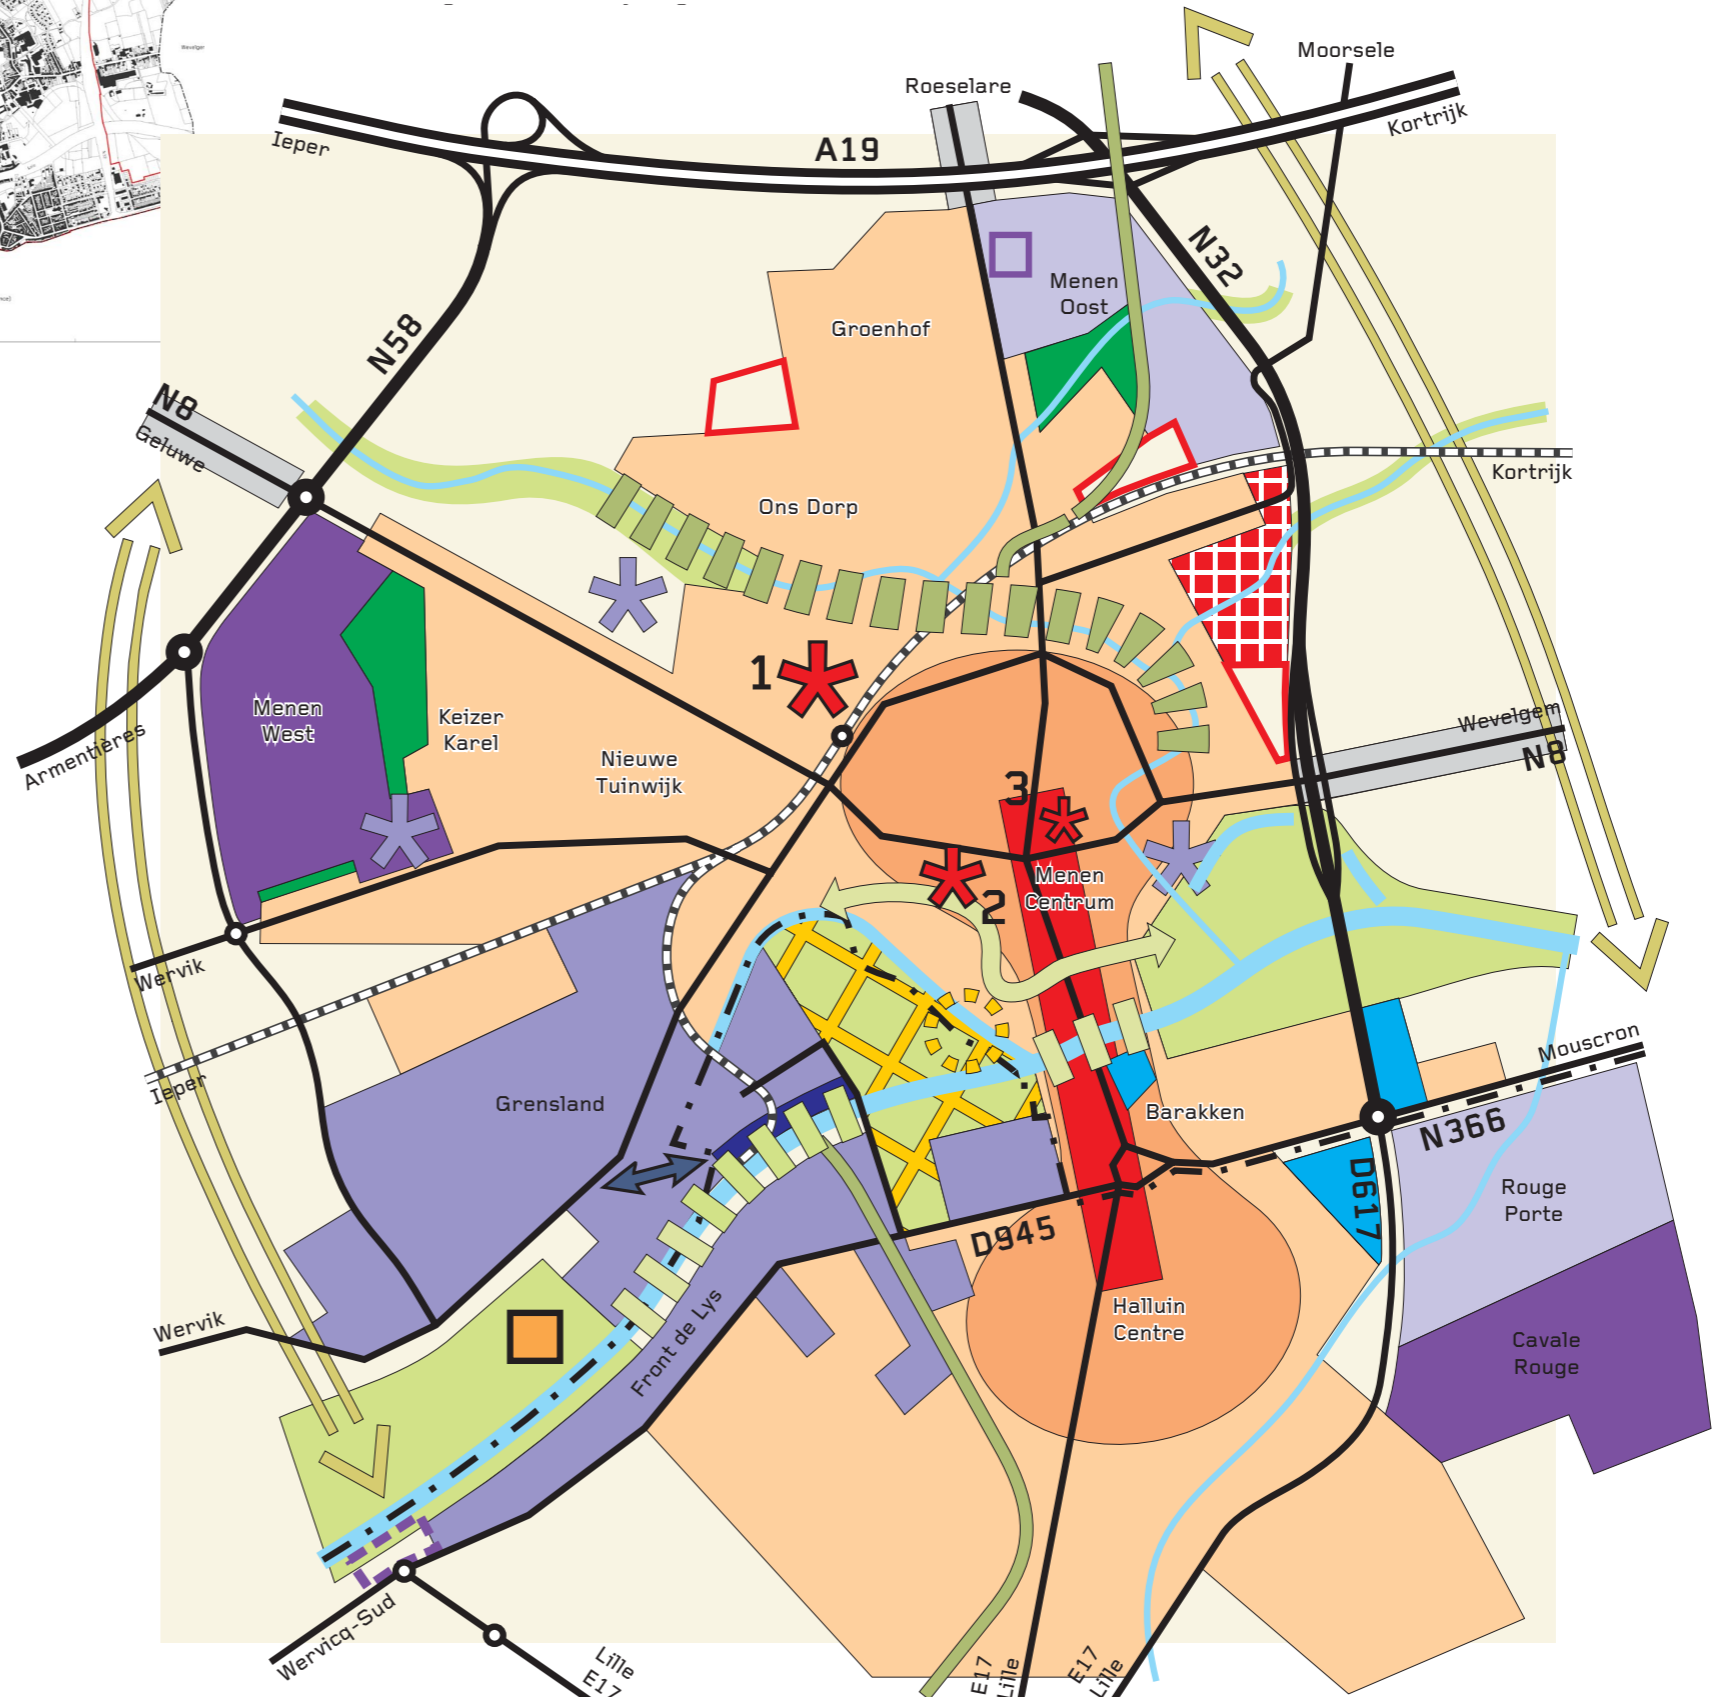 Moorsele
Roeselare
Kortrijk
Ieper
A19
N32
Menen
Oost
N58
Groenhof
N8
Geluwe
Kortrijk
Ons Dorp
1
Menen
West
Keizer
Karel
Nieuwe
Tuinwijk
Armentières
Wevelgem
N8
3
Menen
Centrum
2
Wervik
Ieper
Grensland
Barakken
Mouscron
N366
D617
Rouge
Porte
D945
Halluin
Centre
Wervik
Front de Lys
Cavale
Rouge
Wervicq-Sud
Lille
E17
E17
Lille
E17
Lille